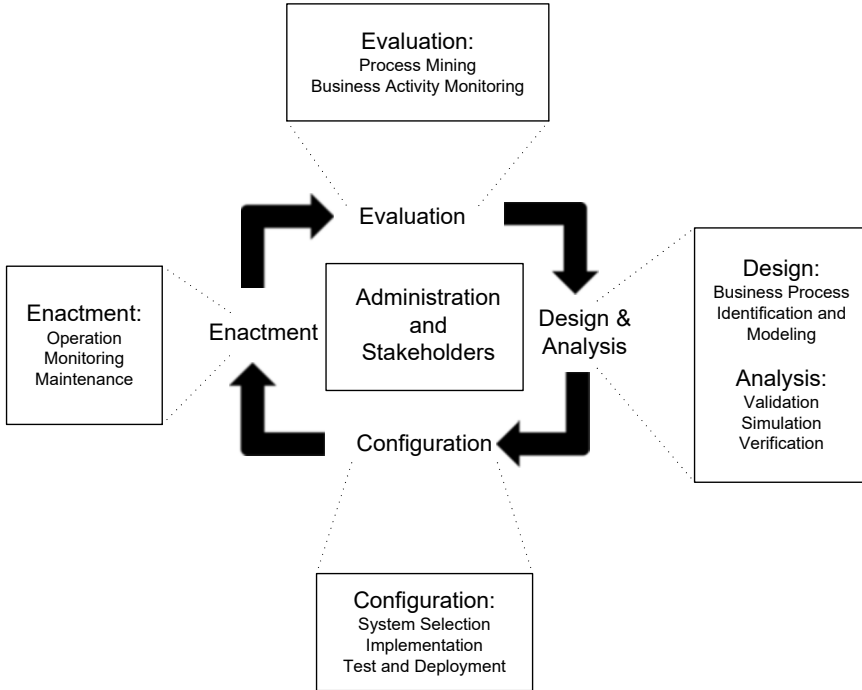 Evaluation:
Process Mining
Business Activity Monitoring
Evaluation
Administration
and
Stakeholders
Enactment:
Operation
Monitoring
Maintenance
Enactment
Design &
Analysis
Design:
Business Process
Identification and
Modeling
Analysis:
Validation
Simulation
Verification
Configuration
Configuration:
System Selection
Implementation
Test and Deployment